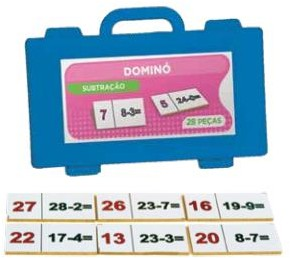 DOMINÓ
SUBTRAÇÃO
7 8-3= 5 24-0=
28 PEÇAS
27 28-2= 26 23-7= 16 19-9=
22 17-4= 13 23-3= 20 8-7=